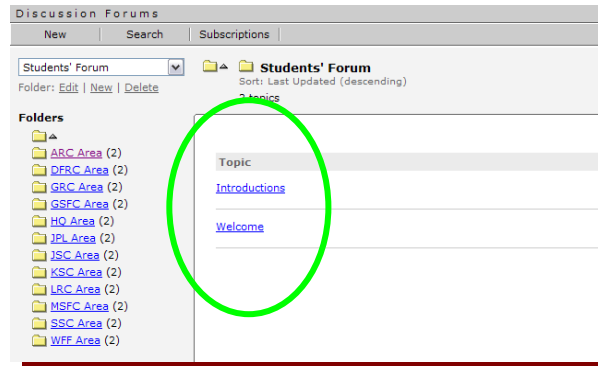 Discussion Forums
New Search Subscriptions
Students' Forum
Folder: Edit | New | Delete
Folders
ARC Area (2)
DFRC Area (2)
GRC Area (2)
GSFC Area (2)
HQ Area (2)
JPL Area (2)
JSC Area (2)
KSC Area (2)
LRC Area (2)
MSFC Area (2)
SSC Area (2)
WFF Area (2)
Students' Forum
Sort: Last Updated (descending)
2 topics
Topic
Introductions
Welcome